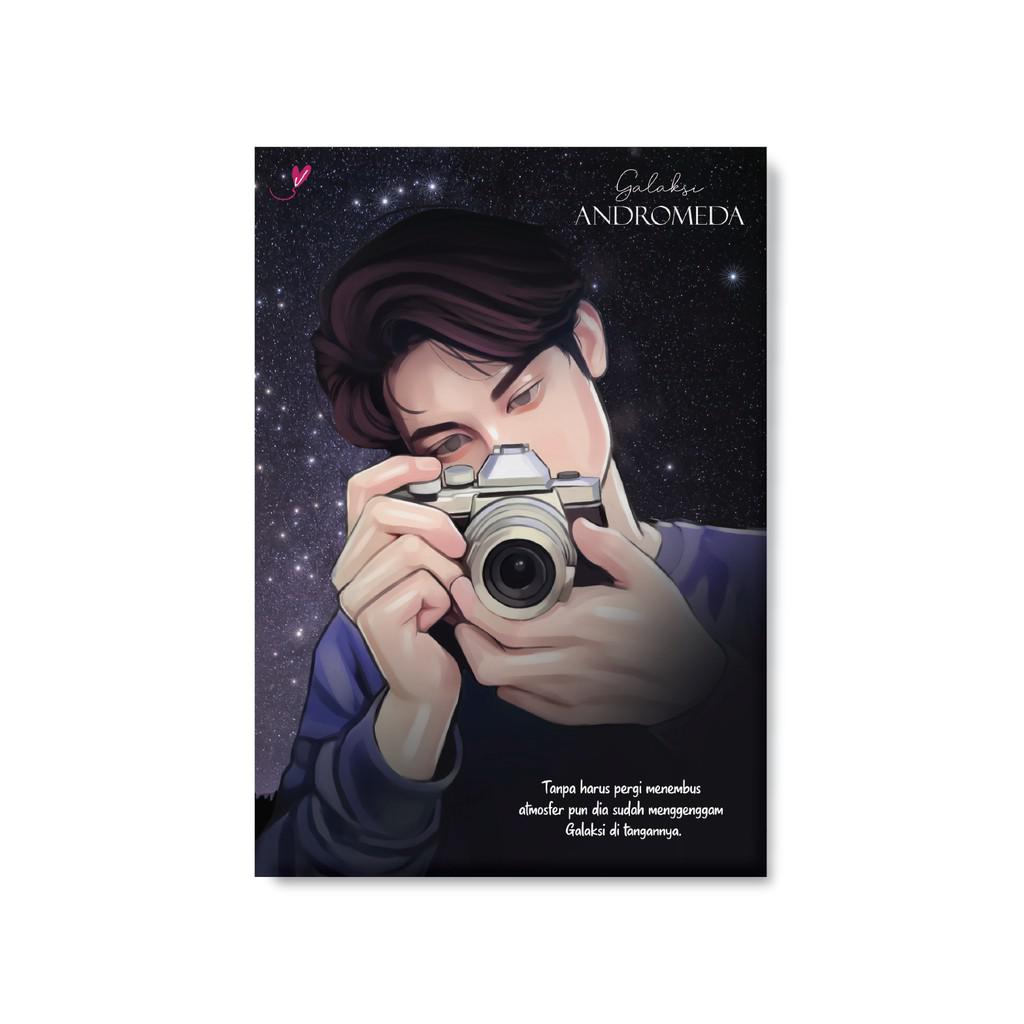 Galaksi
ANDROMEDA
Tanpa harus pergi menembus
atmosfer pun dia sudah menggenggam
Galaksi di tangannya.